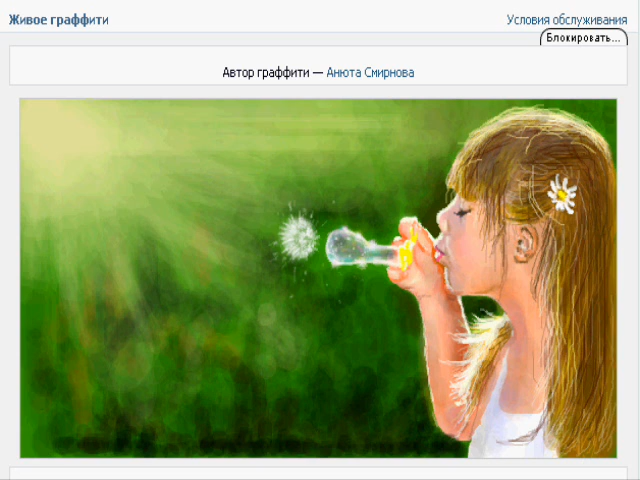 Живое граффити
Условия обслуживания
Блокировать...
Автор граффити — Анюта Смирнова